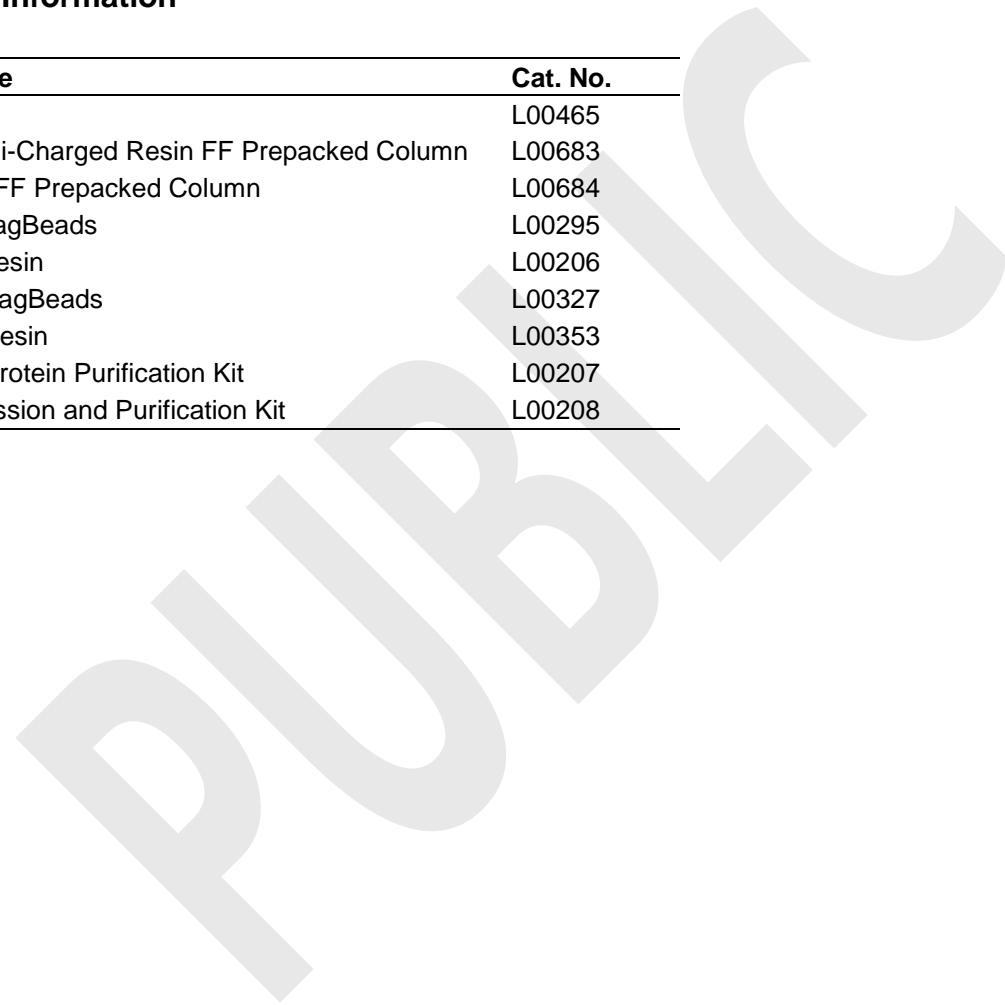 Information
e Cat. No.
L00465
i-Charged Resin FF Prepacked Column L00683
FF Prepacked Column L00684
agBeads L00295
esin L00206
agBeads L00327
esin L00353
rotein Purification Kit L00207
ssion and Purification Kit L00208
PUBLIC